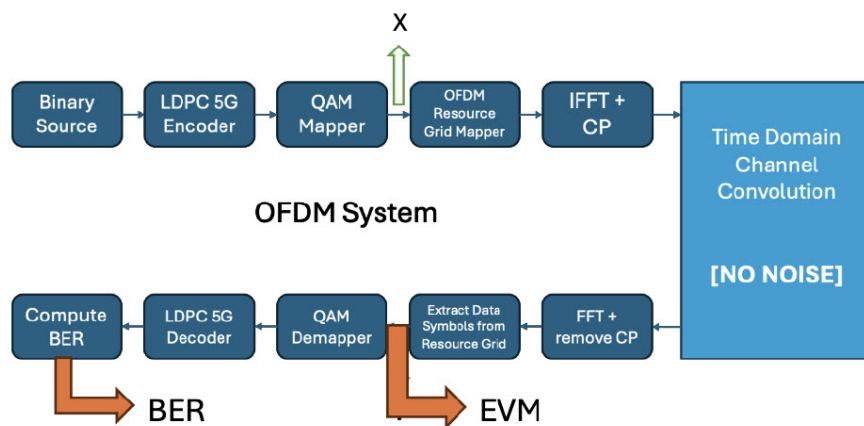 X
Binary
Source
LDPC 5G
Encoder
QAM
Mapper
OFDM
Resource
Grid Mapper
IFFT +
CP
Time Domain
Channel
Convolution
[NO NOISE]
OFDM System
Compute
BER
LDPC 5G
Decoder
QAM
Demapper
Extract Data
Symbols from
Resource Grid
FFT +
remove CP
BER
EVM